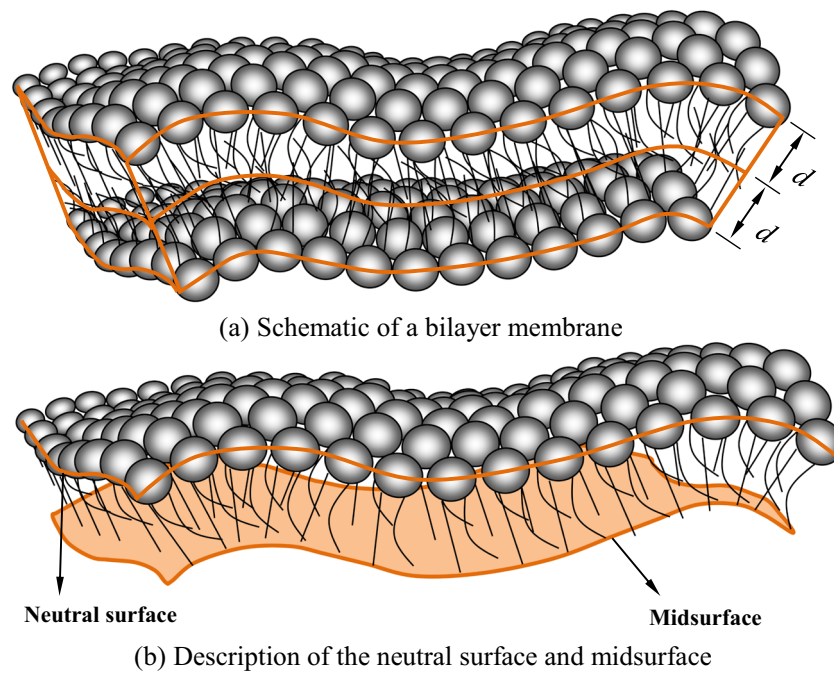 d
d
(a) Schematic of a bilayer membrane
Neutral surface
Midsurface
(b) Description of the neutral surface and midsurface